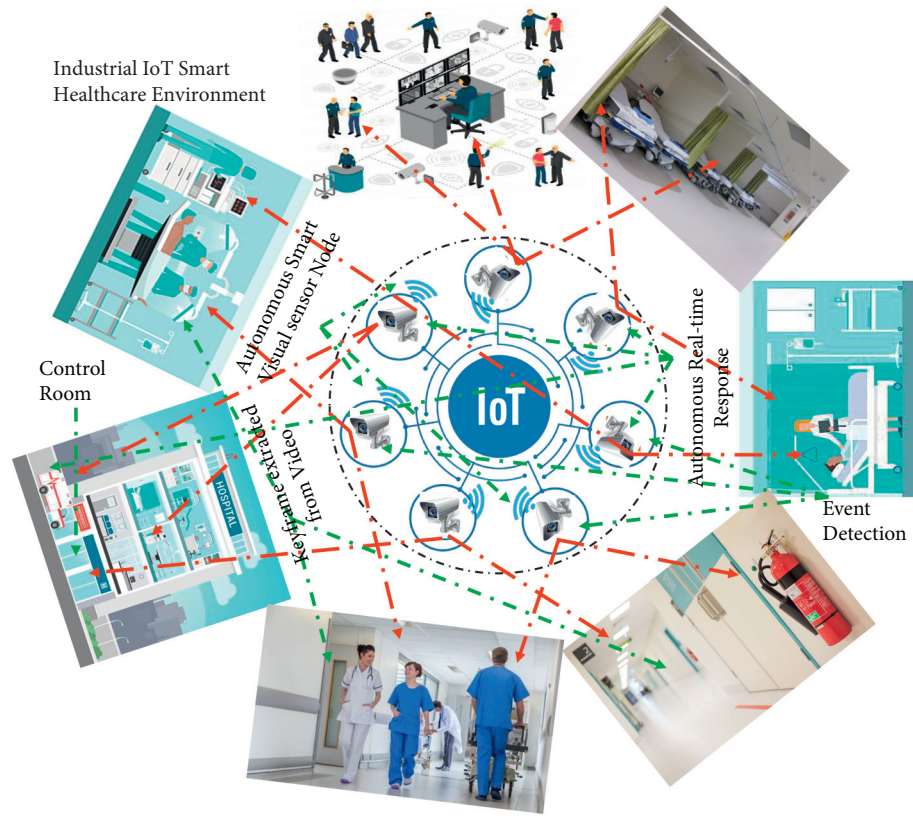 Industrial IoT Smart
Healthcare Environment
Autonomous Smart
Visual sensor Node
Control
Room
IoT
Autonomous Real-time
Response
HOSPITAL
Keyframe extracted
from Video
Event
Detection